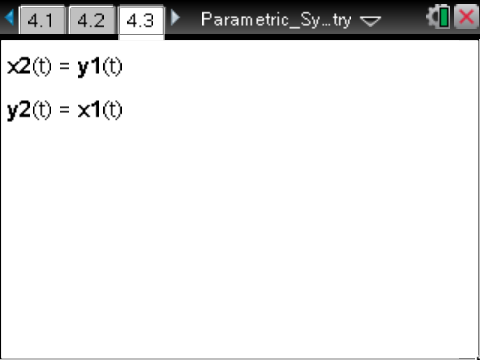 4.1 4.2 4.3 Parametric_Sy...try
x2(t) = y1(t)
y2(t) = x1(t)